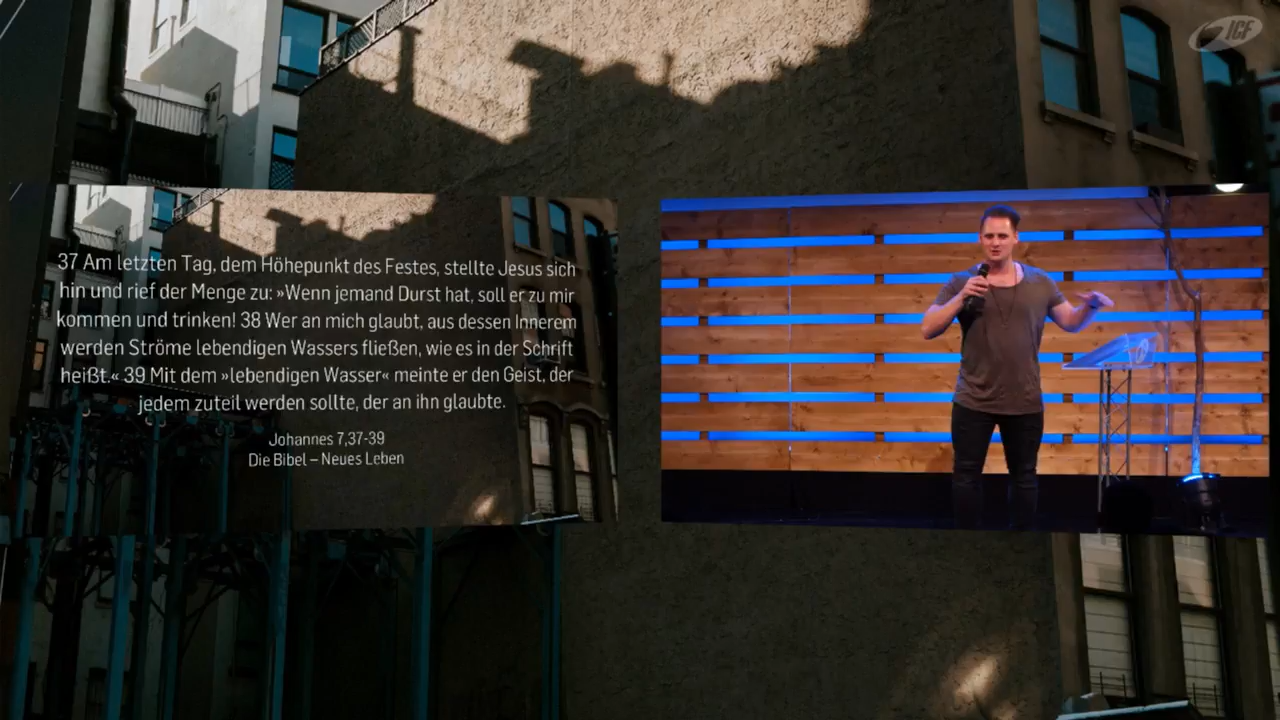 ICF
37 Am letzten Tag, dem Höhepunkt des Festes, stellte Jesus sich
hin und rief der Menge zu: »Wenn jemand Durst hat, soll er zu mir
kommen und trinken! 38 Wer an mich glaubt, aus dessen Innerem
werden Ströme lebendigen Wassers fließen, wie es in der Schrift
heißt.« 39 Mit dem »lebendigen Wasser« meinte er den Geist, der
jedem zuteil werden sollte, der an ihn glaubte.
Johannes 7,37-39
Die Bibel – Neues Leben